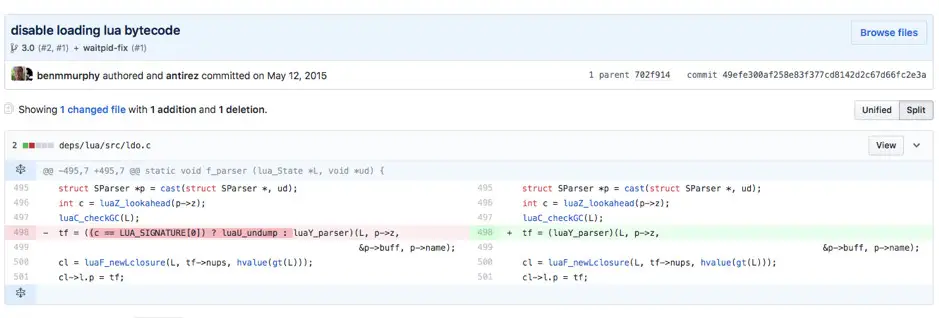 disable loading lua bytecode
Browse files
3.0 (#2, #1) + waitpid-fix (#1)
benmmurphy authored and antirez committed on May 12, 2015
1 parent 702f914 commit 49efe300af258e83f377cd8142d2c67d66fc2e3a
Showing 1 changed file with 1 addition and 1 deletion.
Unified Split
2 deps/lua/src/ldo.c
View
@@ -495,7 +495,7 @@ static void f_parser (lua_State *L, void *ud) {
495 struct SParser *p = cast(struct SParser *, ud);
496 int c = luaZ_lookahead(p->z);
497 luaC_checkGC(L);
498 - tf = ((c == LUA_SIGNATURE[0]) ? luaU_undump : luaY_parser)(L, p->z,
499 &p->buff, p->name);
500 cl = luaF_newLclosure(L, tf->nups, hvalue(gt(L)));
501 cl->l.p = tf;
495 struct SParser *p = cast(struct SParser *, ud);
496 int c = luaZ_lookahead(p->z);
497 luaC_checkGC(L);
498 + tf = (luaY_parser)(L, p->z,
499 &p->buff, p->name);
500 cl = luaF_newLclosure(L, tf->nups, hvalue(gt(L)));
501 cl->l.p = tf;